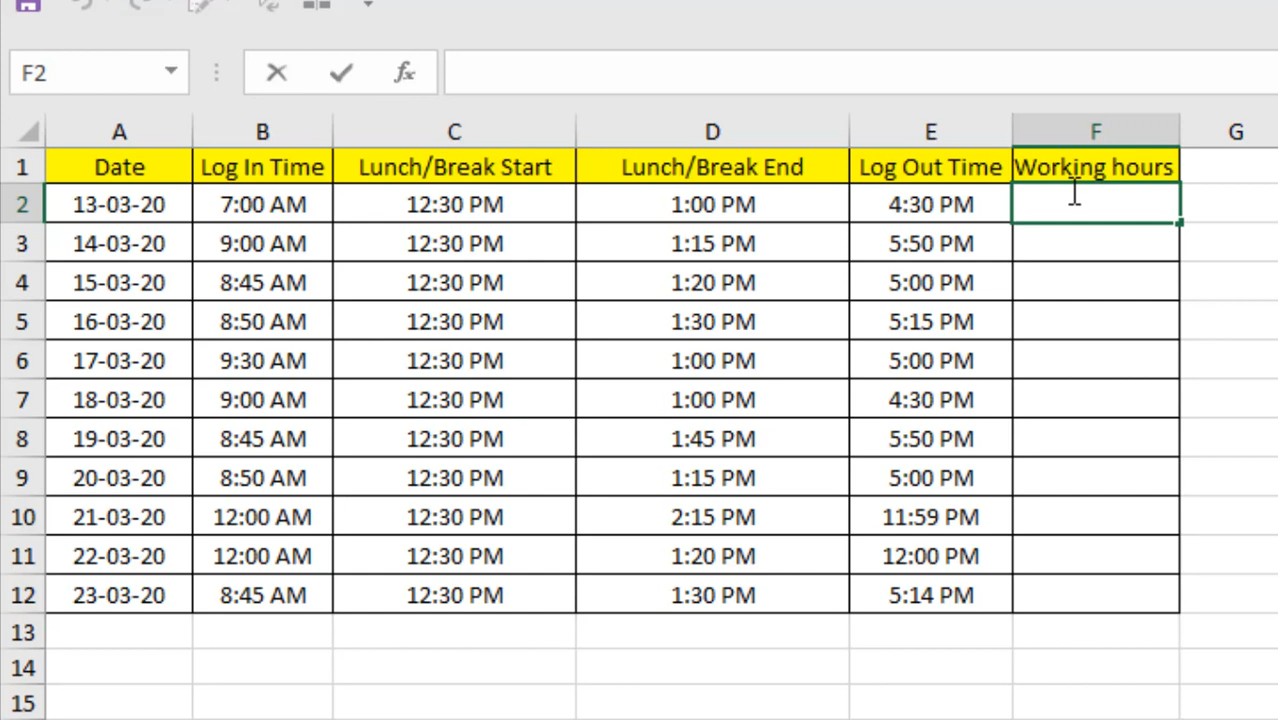 F2 fx
A B C D E F G
1 Date Log In Time Lunch/Break Start Lunch/Break End Log Out Time Working hours
2 13-03-20 7:00 AM 12:30 PM 1:00 PM 4:30 PM
3 14-03-20 9:00 AM 12:30 PM 1:15 PM 5:50 PM
4 15-03-20 8:45 AM 12:30 PM 1:20 PM 5:00 PM
5 16-03-20 8:50 AM 12:30 PM 1:30 PM 5:15 PM
6 17-03-20 9:30 AM 12:30 PM 1:00 PM 5:00 PM
7 18-03-20 9:00 AM 12:30 PM 1:00 PM 4:30 PM
8 19-03-20 8:45 AM 12:30 PM 1:45 PM 5:50 PM
9 20-03-20 8:50 AM 12:30 PM 1:15 PM 5:00 PM
10 21-03-20 12:00 AM 12:30 PM 2:15 PM 11:59 PM
11 22-03-20 12:00 AM 12:30 PM 1:20 PM 12:00 PM
12 23-03-20 8:45 AM 12:30 PM 1:30 PM 5:14 PM
13
14
15